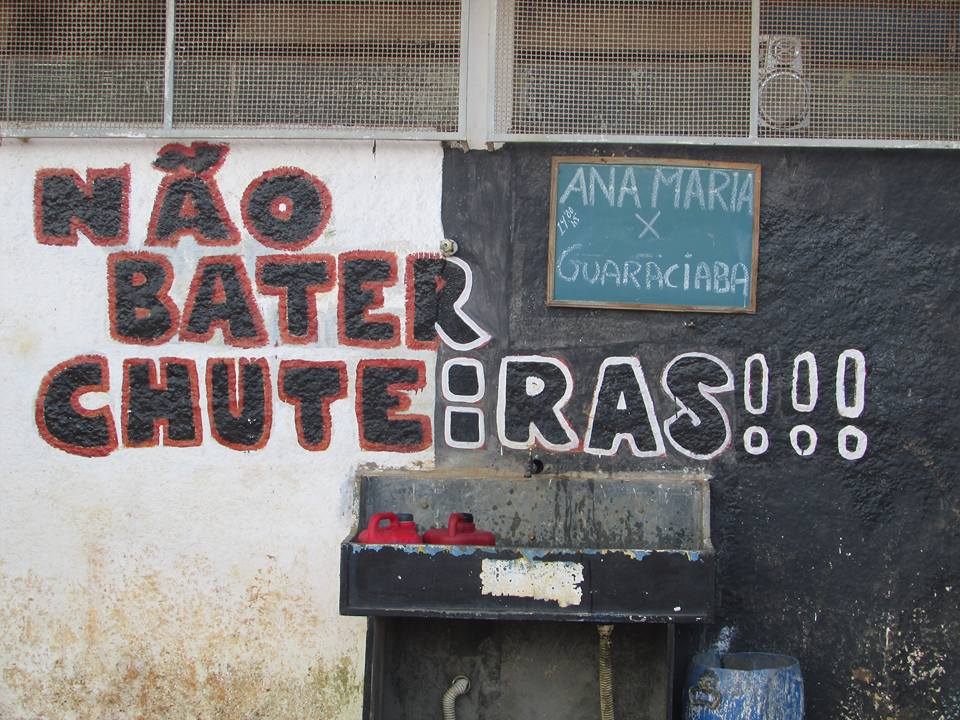 NÃO
BATER
CHUTEIRAS!!!
ANA MARIA
X
GUARACIABA